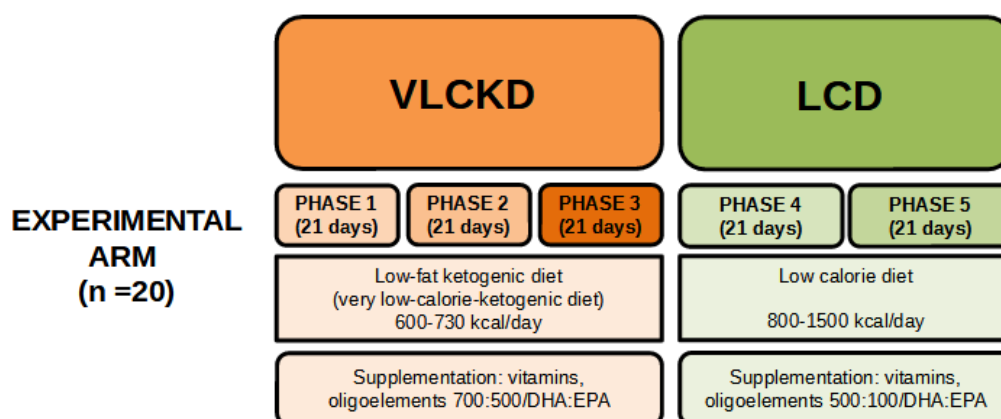 VLCKD
LCD
EXPERIMENTAL
ARM
(n =20)
PHASE 1
(21 days)
PHASE 2
(21 days)
PHASE 3
(21 days)
PHASE 4
(21 days)
PHASE 5
(21 days)
Low-fat ketogenic diet
(very low-calorie-ketogenic diet)
600-730 kcal/day
Low calorie diet
800-1500 kcal/day
Supplementation: vitamins,
oligoelements 700:500/DHA:EPA
Supplementation: vitamins,
oligoelements 500:100/DHA:EPA